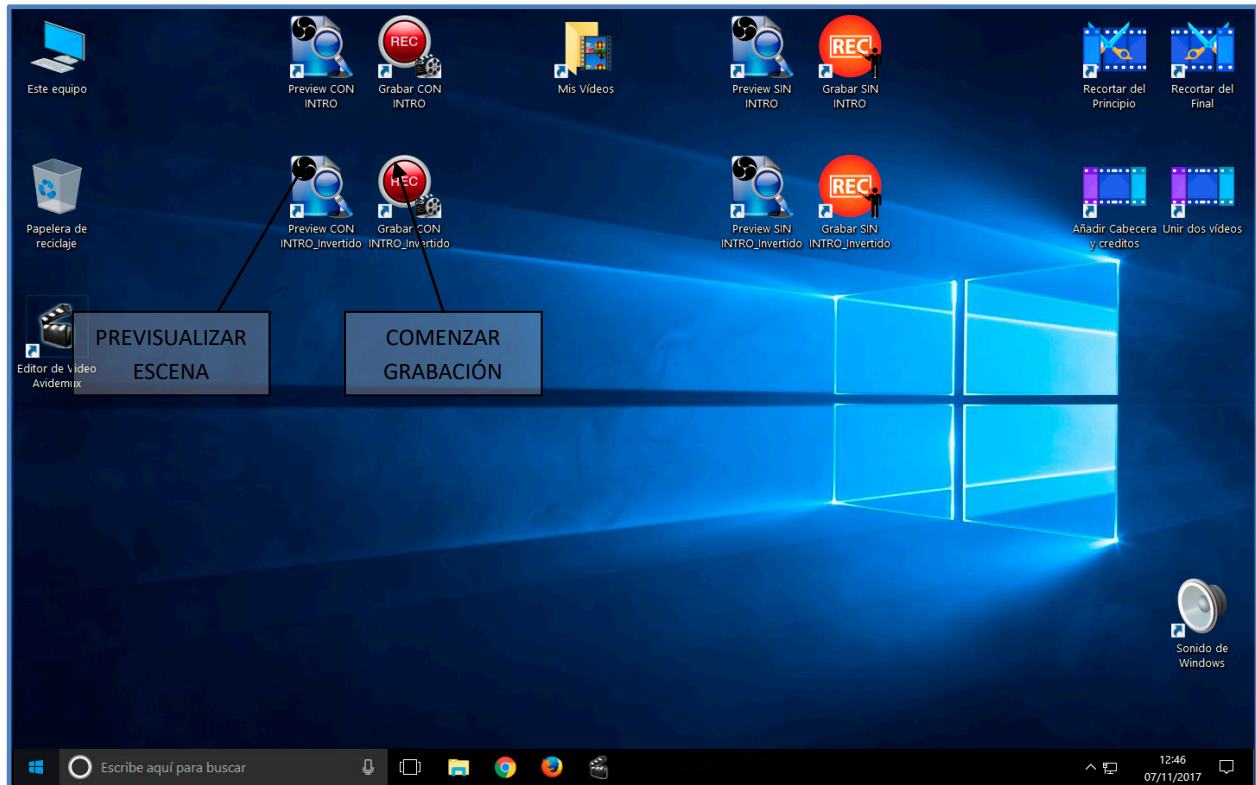 Este equipo
Preview CON
INTRO
REC
Grabar CON
INTRO
Mis Vídeos
Preview SIN
INTRO
REC
Grabar SIN
INTRO
Recortar del
Principio
Recortar del
Final
Papelera de
reciclaje
Preview CON
INTRO_Invertido
REC
Grabar CON
INTRO_Invertido
Preview SIN
INTRO_Invertido
REC
Grabar SIN
INTRO_Invertido
Añadir Cabecera
y creditos
Unir dos vídeos
Editor de Video
Avidemux
PREVISUALIZAR
ESCENA
COMENZAR
GRABACIÓN
Sonido de
Windows
Escribe aquí para buscar
12:46
07/11/2017